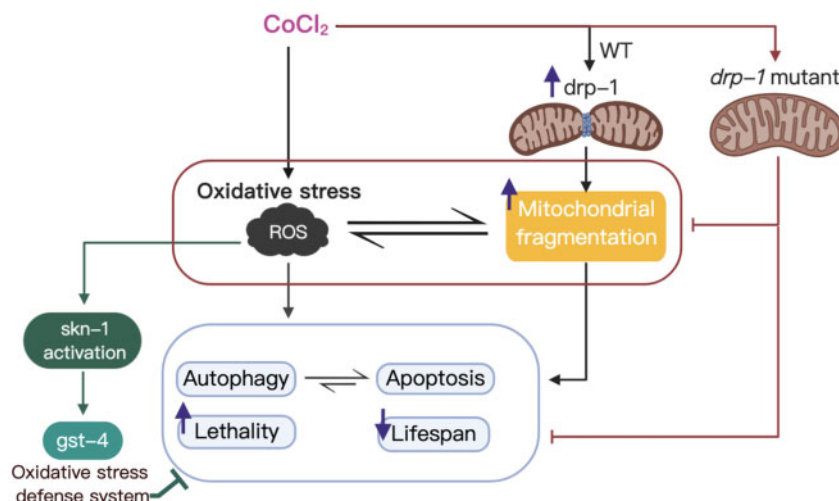 CoCl₂
WT
drp-1
drp-1 mutant
Oxidative stress
ROS
Mitochondrial
fragmentation
skn-1
activation
Autophagy
Apoptosis
Lethality
Lifespan
gst-4
Oxidative stress
defense system